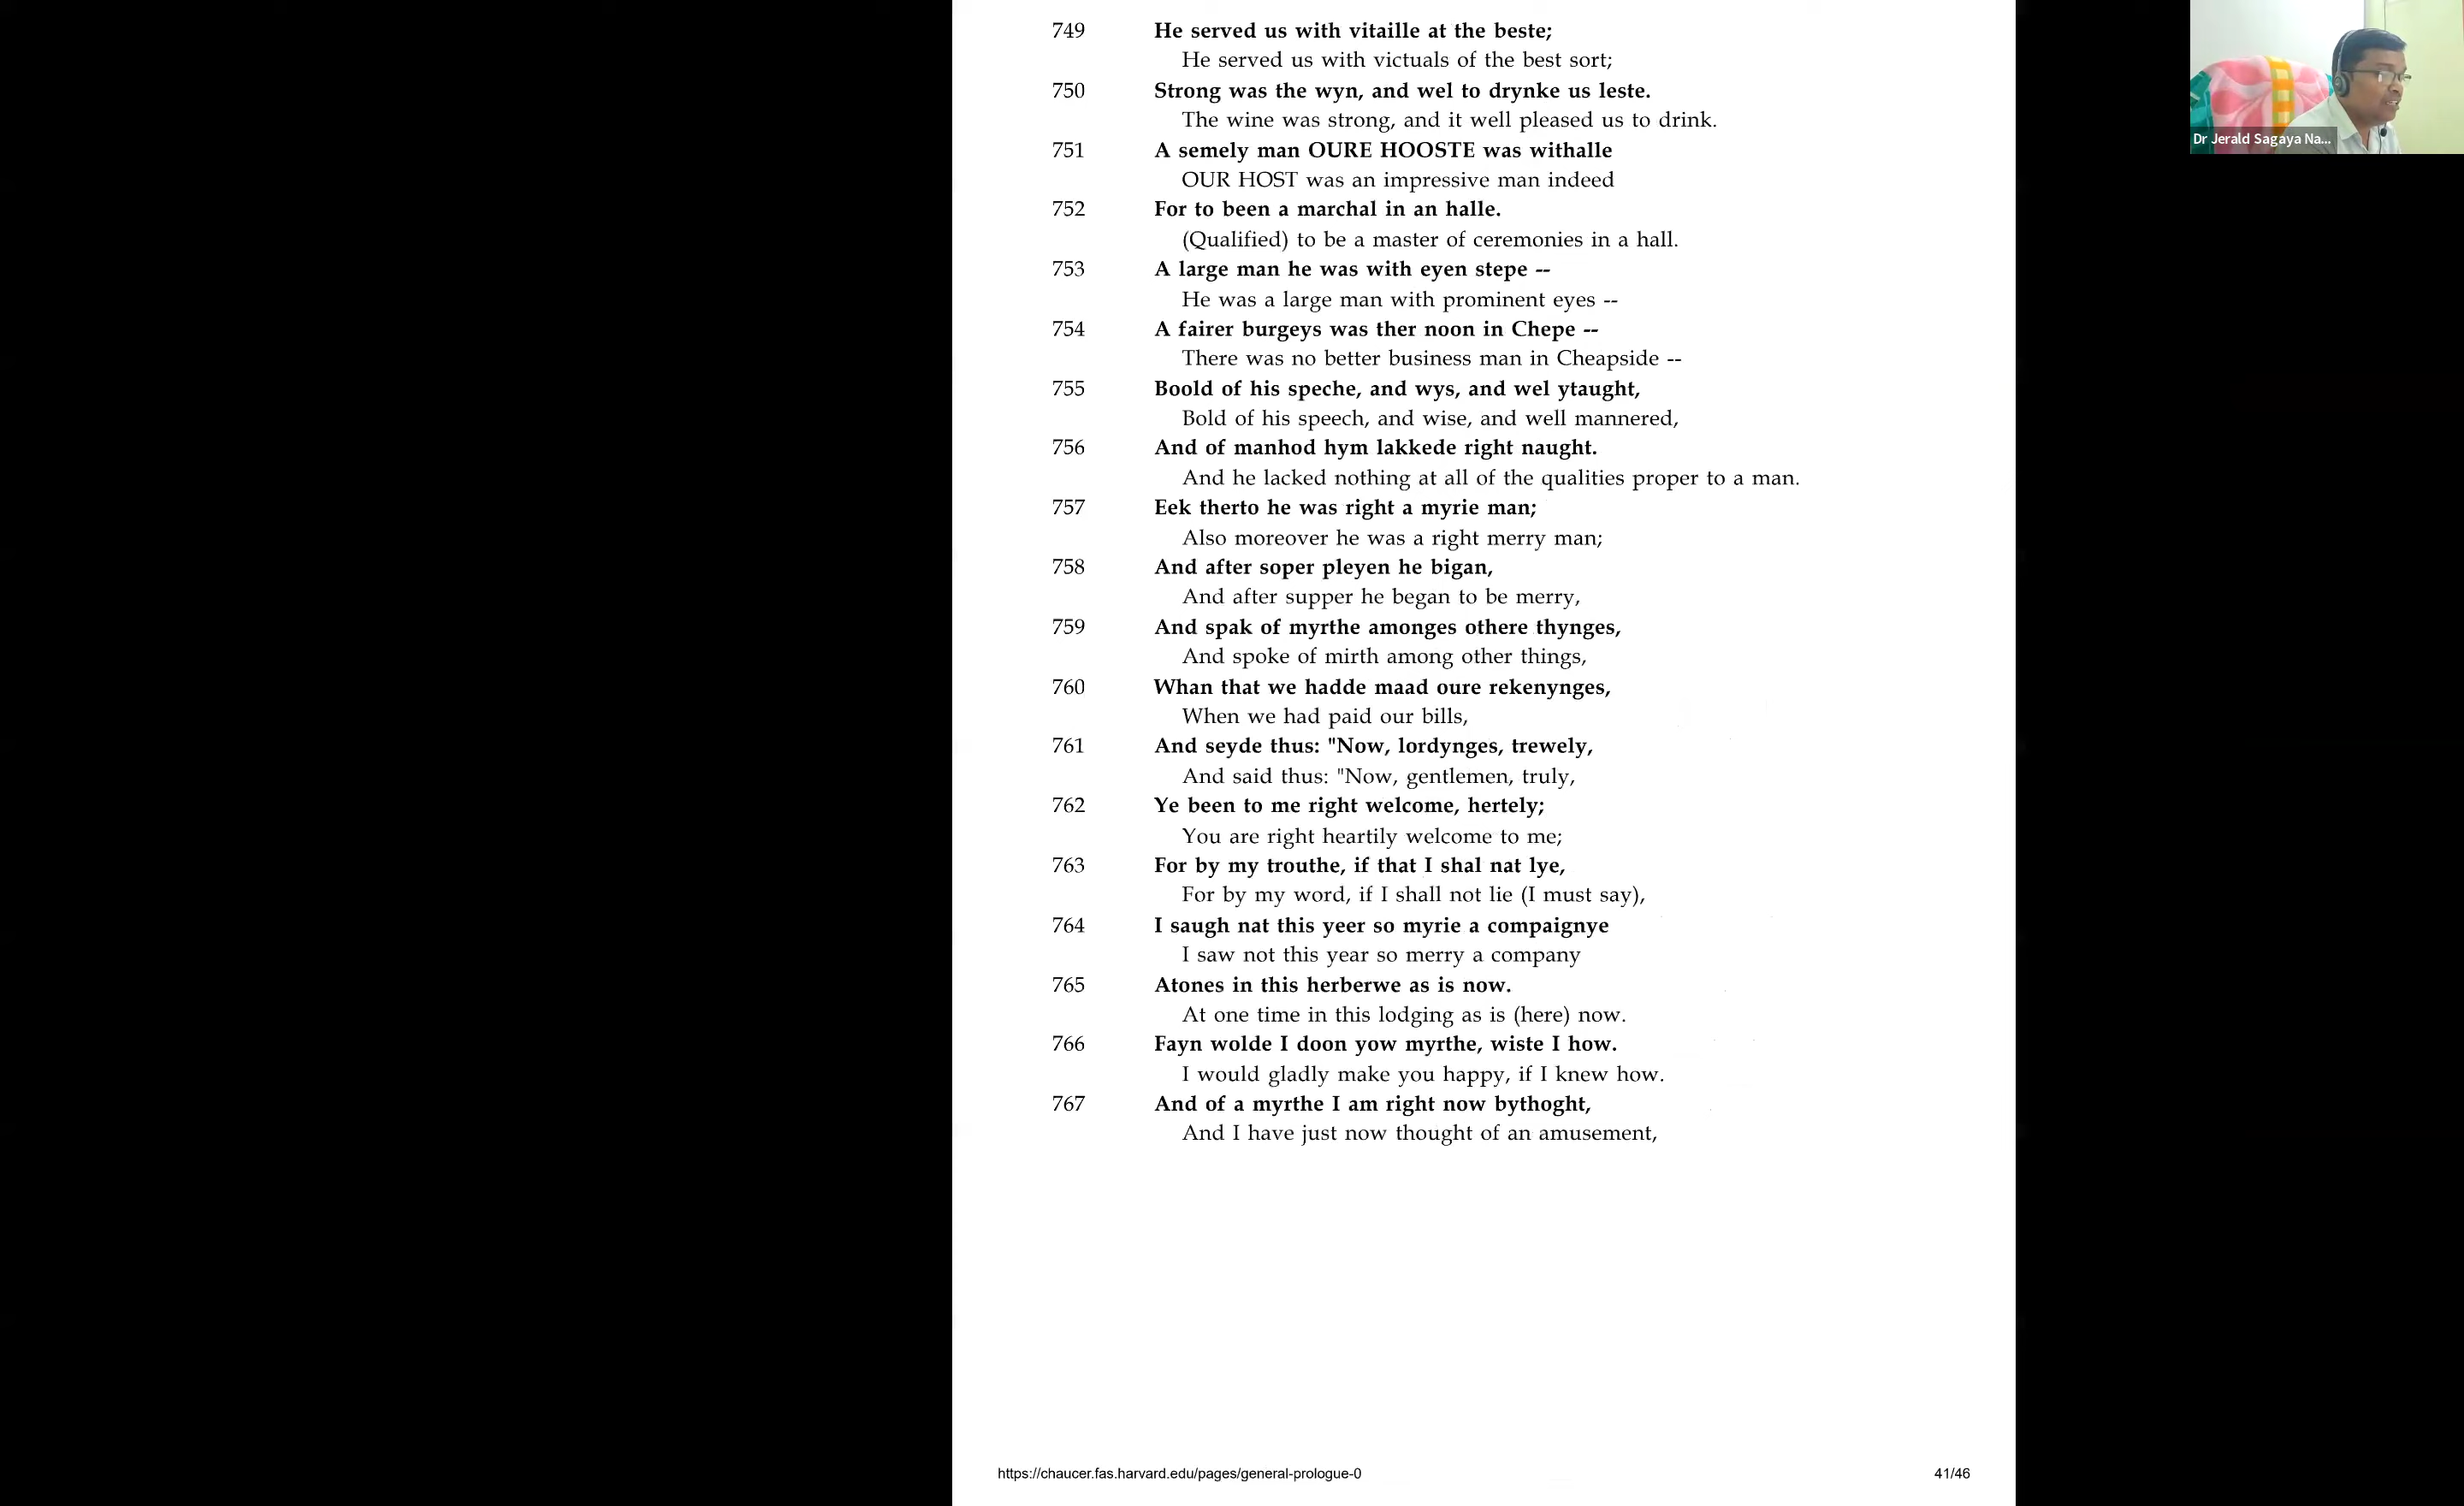 749 He served us with vitaille at the beste;
He served us with victuals of the best sort;
750 Strong was the wyn, and wel to drynke us leste.
The wine was strong, and it well pleased us to drink.
751 A semely man OURE HOOSTE was withalle
OUR HOST was an impressive man indeed
752 For to been a marchal in an halle.
(Qualified) to be a master of ceremonies in a hall.
753 A large man he was with eyen stepe --
He was a large man with prominent eyes --
754 A fairer burgeys was ther noon in Chepe --
There was no better business man in Cheapside --
755 Boold of his speche, and wys, and wel ytaught,
Bold of his speech, and wise, and well mannered,
756 And of manhod hym lakkede right naught.
And he lacked nothing at all of the qualities proper to a man.
757 Eek therto he was right a myrie man;
Also moreover he was a right merry man;
758 And after soper pleyen he bigan,
And after supper he began to be merry,
759 And spak of myrthe amonges othere thynges,
And spoke of mirth among other things,
760 Whan that we hadde maad oure rekenynges,
When we had paid our bills,
761 And seyde thus: "Now, lordynges, trewely,
And said thus: "Now, gentlemen, truly,
762 Ye been to me right welcome, hertely;
You are right heartily welcome to me;
763 For by my trouthe, if that I shal nat lye,
For by my word, if I shall not lie (I must say),
764 I saugh nat this yeer so myrie a compaignye
I saw not this year so merry a company
765 Atones in this herberwe as is now.
At one time in this lodging as is (here) now.
766 Fayn wolde I doon yow myrthe, wiste I how.
I would gladly make you happy, if I knew how.
767 And of a myrthe I am right now bythoght,
And I have just now thought of an amusement,
https://chaucer.fas.harvard.edu/pages/general-prologue-0 41/46
Dr Jerald Sagaya Na...